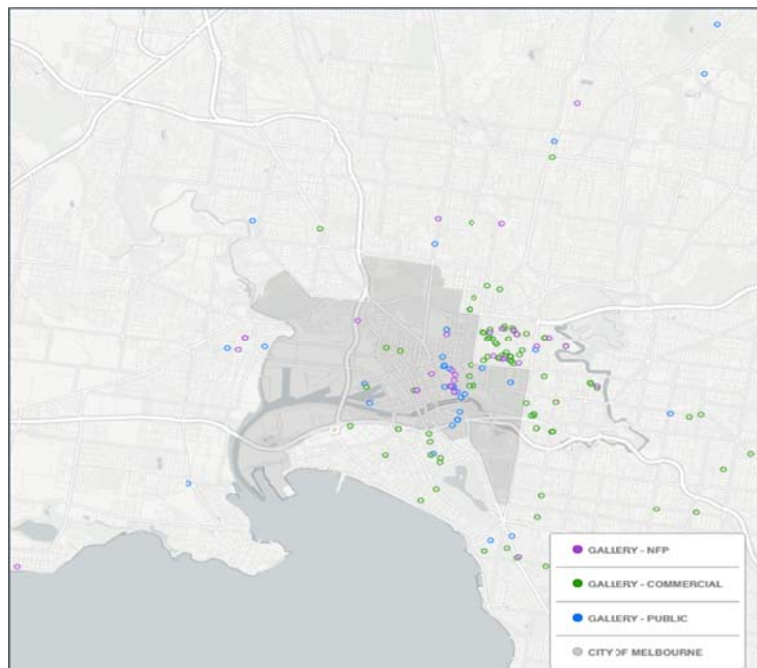 GALLERY - NFP
GALLERY - COMMERCIAL
GALLERY - PUBLIC
CITY OF MELBOURNE